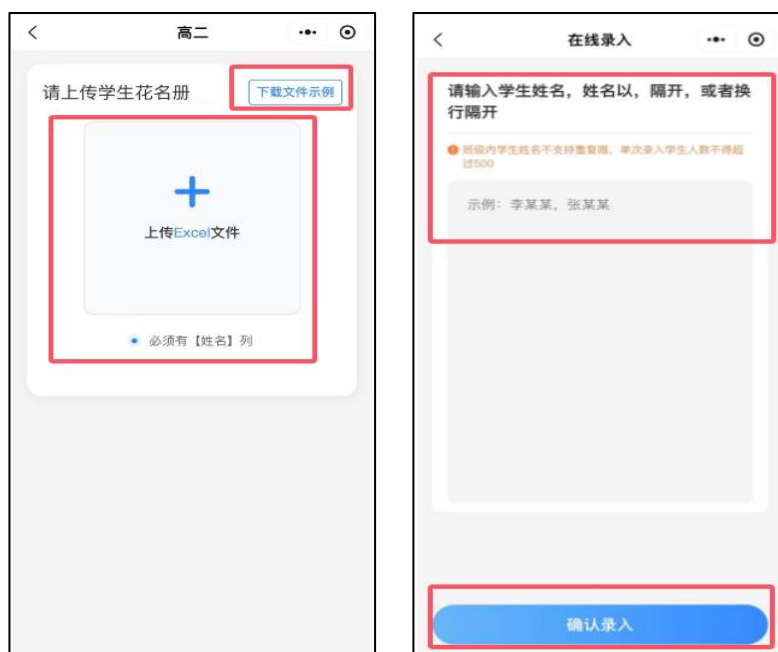 高二
请上传学生花名册
下载文件示例
上传Excel文件
必须有【姓名】列
在线录入
请输入学生姓名，姓名以，隔开，或者换
行隔开
班级内学生姓名不支持重复哦，单次录入学生人数不得超
过500
示例：李某某，张某某
确认录入